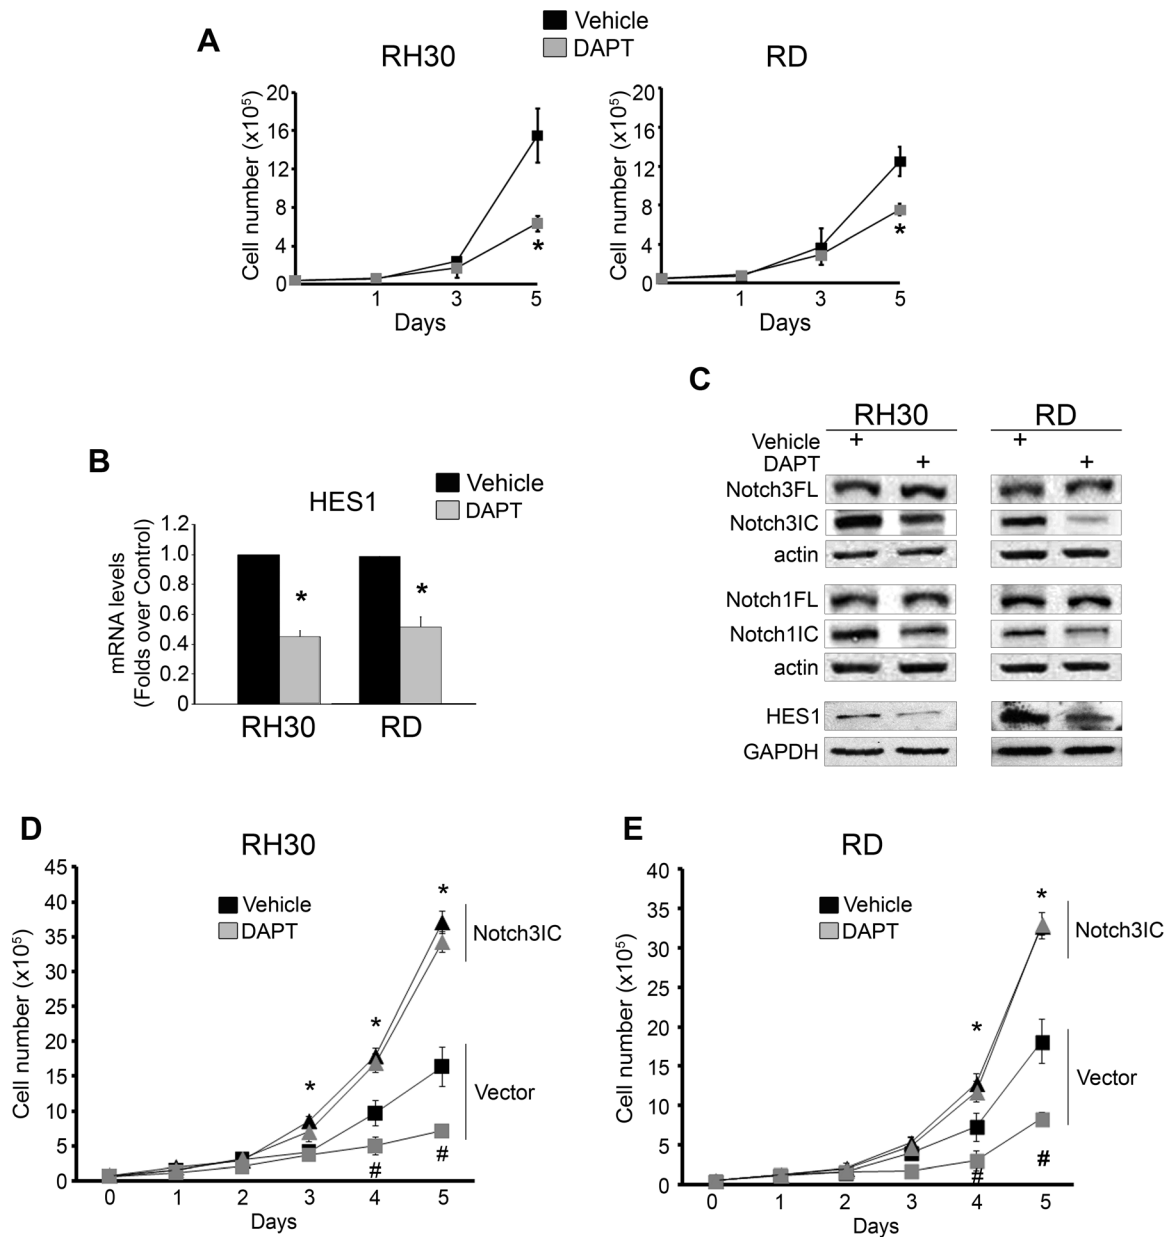 A
Vehicle
DAPT
RH30
RD
Cell number (x10⁵)
20
16
12
8
4
0
1 3 5
Days
Cell number (x10⁵)
20
16
12
8
4
0
1 3 5
Days
*
*
B
HES1
Vehicle
DAPT
mRNA levels
(Folds over Control)
1.2
1.0
0.8
0.6
0.4
0.2
0
*
*
RH30 RD
C
RH30 RD
Vehicle + +
DAPT + +
Notch3FL
Notch3IC
actin
Notch1FL
Notch1IC
actin
HES1
GAPDH
D
RH30
Vehicle
DAPT
Cell number (x10⁵)
45
40
35
30
25
20
15
10
5
0
0 1 2 3 4 5
Days
* * *
# #
Notch3IC
Vector
E
RD
Vehicle
DAPT
Cell number (x10⁵)
40
35
30
25
20
15
10
5
0
0 1 2 3 4 5
Days
* *
# #
Notch3IC
Vector